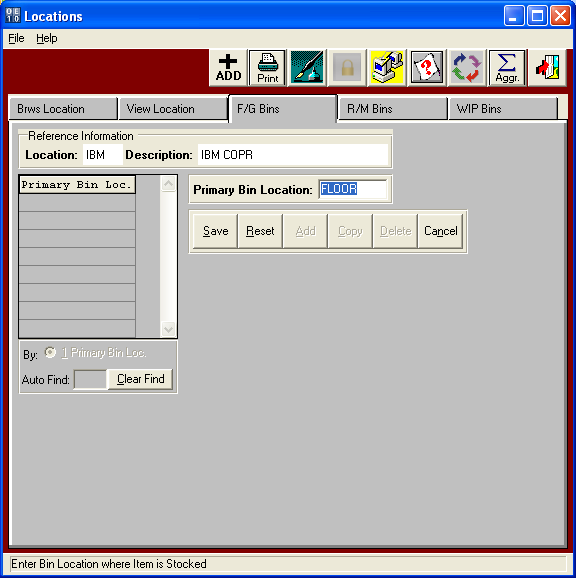 Locations
File Help
ADD Print Aggr.
Brws Location View Location F/G Bins R/M Bins WIP Bins
Reference Information
Location: IBM Description: IBM COPR
Primary Bin Loc.
Primary Bin Location: FLOOR
Save Reset Add Copy Delete Cancel
By: 1 Primary Bin Loc.
Auto Find: Clear Find
Enter Bin Location where Item is Stocked